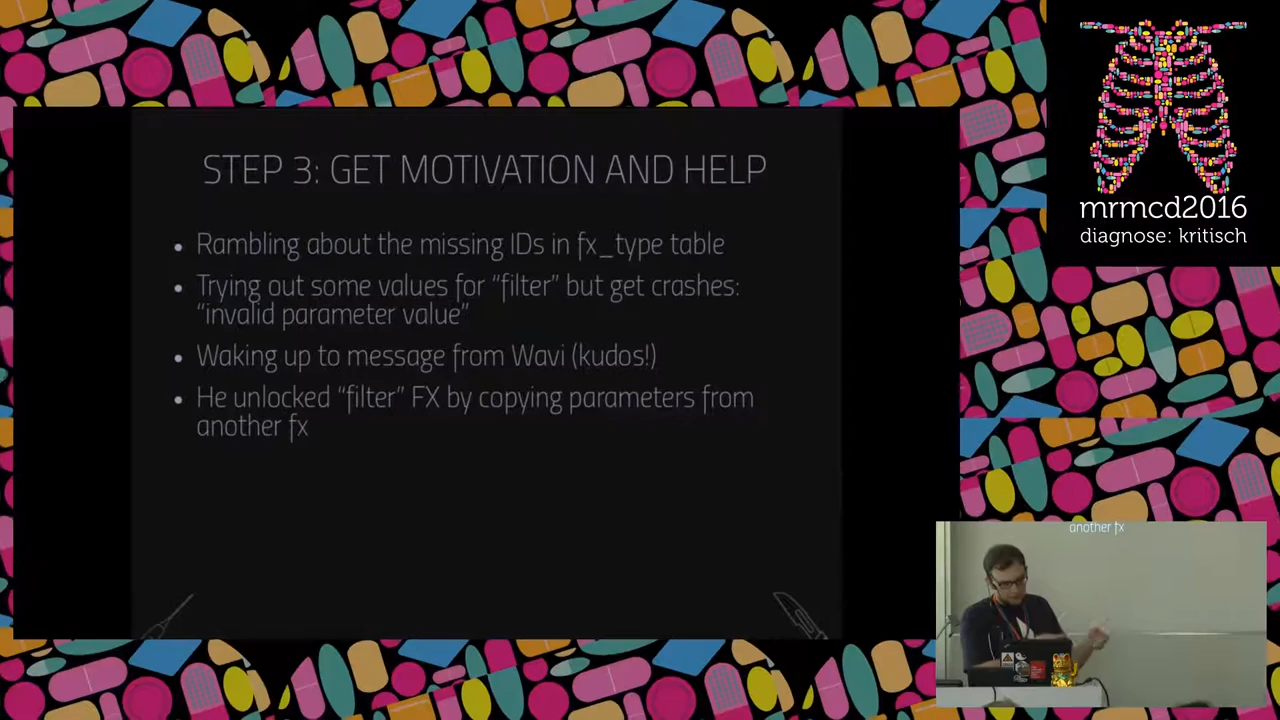 STEP 3: GET MOTIVATION AND HELP
• Rambling about the missing IDs in fx_type table
• Trying out some values for “filter” but get crashes:
“invalid parameter value”
• Waking up to message from Wavi (kudos!)
• He unlocked “filter” FX by copying parameters from
another fx
mrmcd2016
diagnose: kritisch
another fx